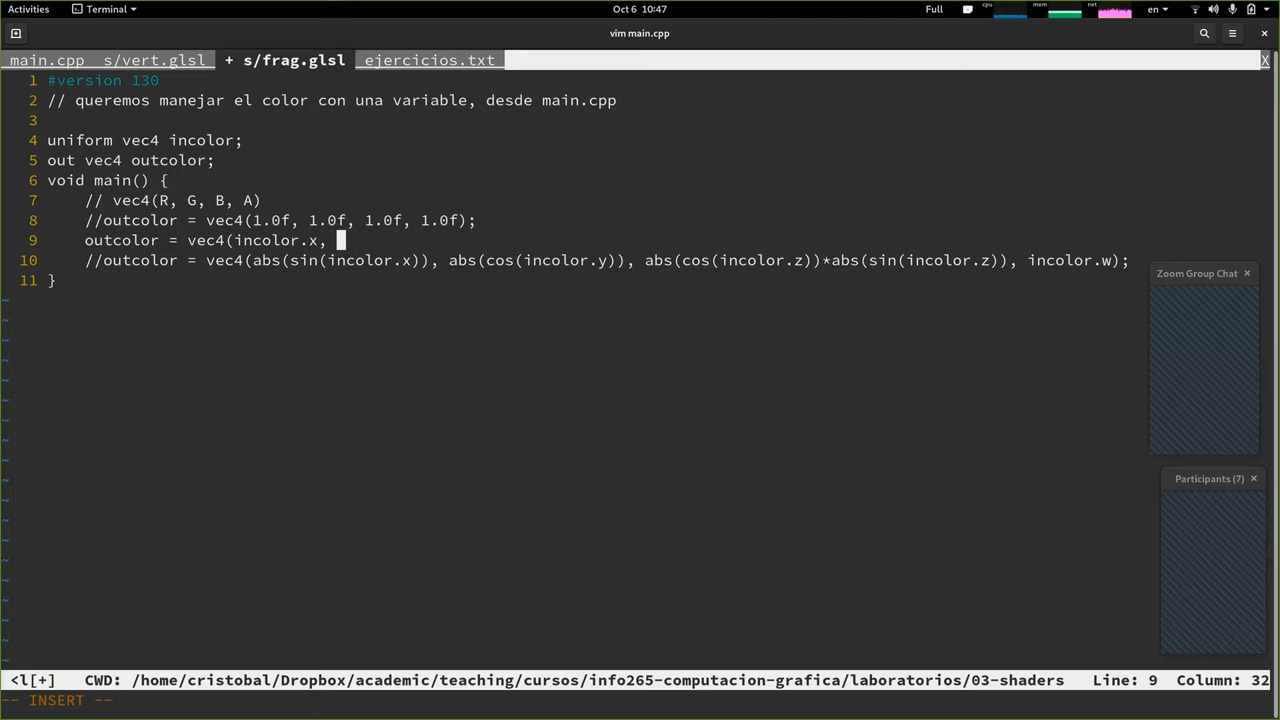 Activities Terminal Oct 6 10:47 Full cpu mem net en
vim main.cpp
main.cpp s/vert.glsl + s/frag.glsl ejercicios.txt X
1 #version 130
2 // queremos manejar el color con una variable, desde main.cpp
3
4 uniform vec4 incolor;
5 out vec4 outcolor;
6 void main() {
7 // vec4(R, G, B, A)
8 //outcolor = vec4(1.0f, 1.0f, 1.0f, 1.0f);
9 outcolor = vec4(incolor.x,
10 //outcolor = vec4(abs(sin(incolor.x)), abs(cos(incolor.y)), abs(cos(incolor.z))*abs(sin(incolor.z)), incolor.w);
11 }
Zoom Group Chat
Participants (7)
<l[+] CWD: /home/cristobal/Dropbox/academic/teaching/cursos/info265-computacion-grafica/laboratorios/03-shaders Line: 9 Column: 32
-- INSERT --